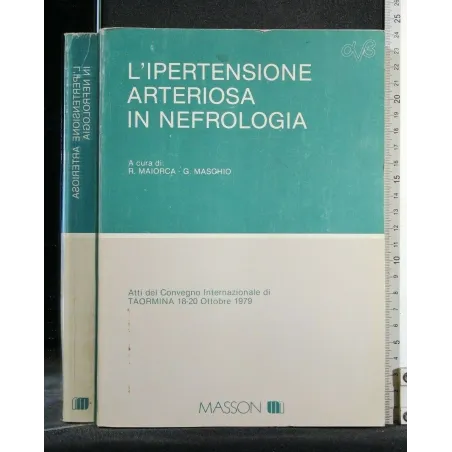 L'IPERTENSIONE
ARTERIOSA
IN NEFROLOGIA
A cura di:
R. MAIORCA - G. MASCHIO
Atti del Convegno Internazionale di
TAORMINA 18-20 Ottobre 1979
MASSON
L'IPERTENSIONE ARTERIOSA
IN NEFROLOGIA